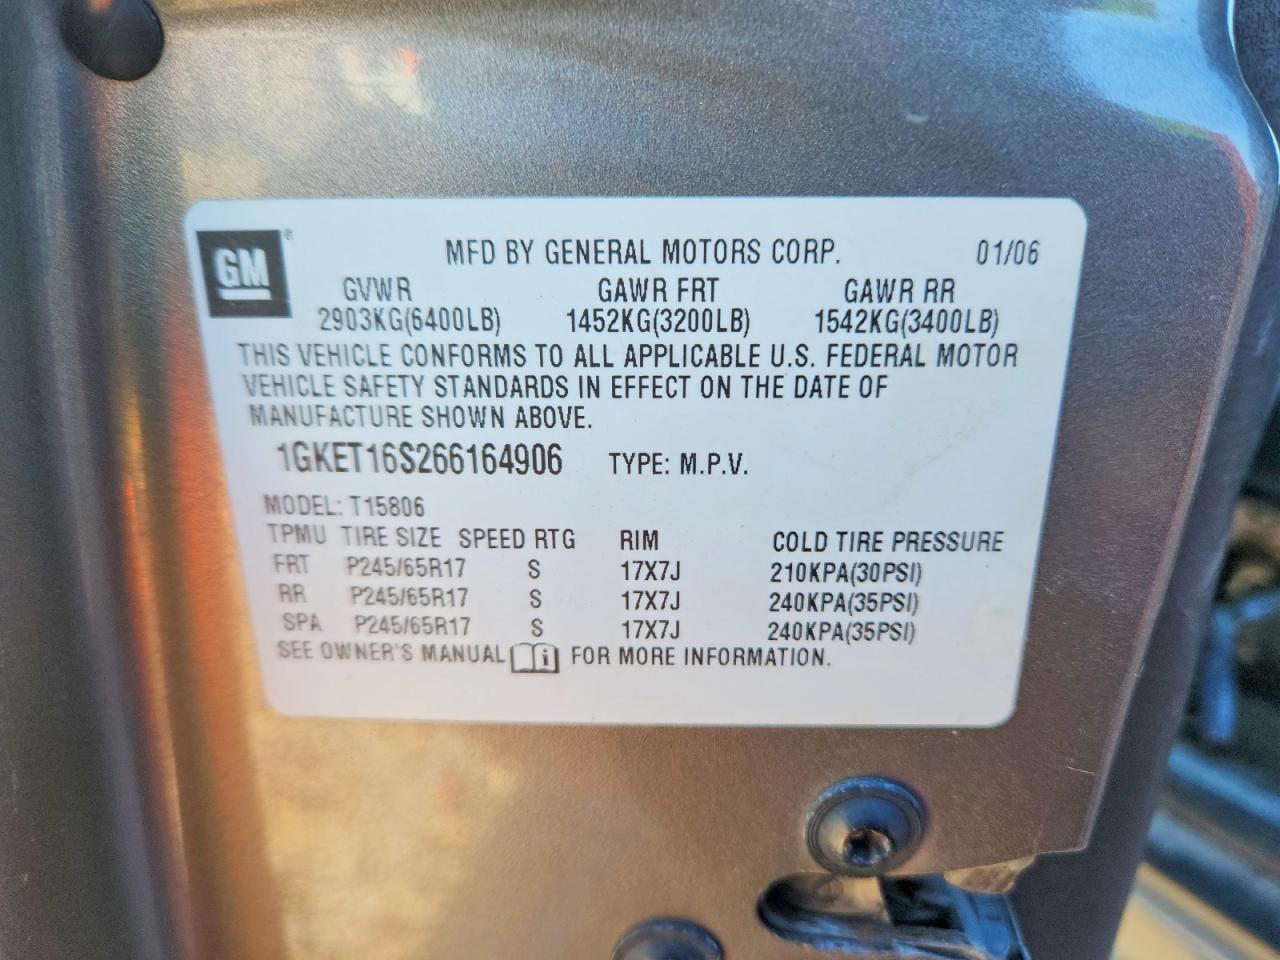 GM® MFD BY GENERAL MOTORS CORP. 01/06
GVWR GAWR FRT GAWR RR
2903KG(6400LB) 1452KG(3200LB) 1542KG(3400LB)
THIS VEHICLE CONFORMS TO ALL APPLICABLE U.S. FEDERAL MOTOR
VEHICLE SAFETY STANDARDS IN EFFECT ON THE DATE OF
MANUFACTURE SHOWN ABOVE.
1GKET16S266164906 TYPE: M.P.V.
MODEL: T15806
TPMU TIRE SIZE SPEED RTG RIM COLD TIRE PRESSURE
FRT P245/65R17 S 17X7J 210KPA(30PSI)
RR P245/65R17 S 17X7J 240KPA(35PSI)
SPA P245/65R17 S 17X7J 240KPA(35PSI)
SEE OWNER'S MANUAL i FOR MORE INFORMATION.